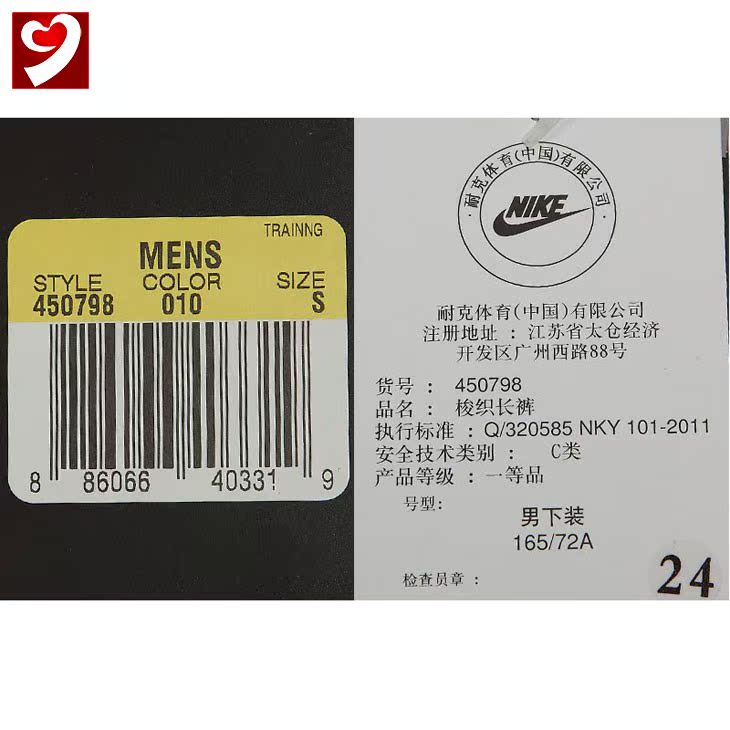 TRAINNG
MENS
STYLE COLOR SIZE
450798 010 S
8 86066 40331 9
·耐克体育(中国)有限公司·
NIKE
耐克体育(中国)有限公司
注册地址：江苏省太仓经济
开发区广州西路88号
货号：450798
品名：梭织长裤
执行标准：Q/320585 NKY 101-2011
安全技术类别：C类
产品等级：一等品
号型:
男下装
165/72A
检查员章：
24